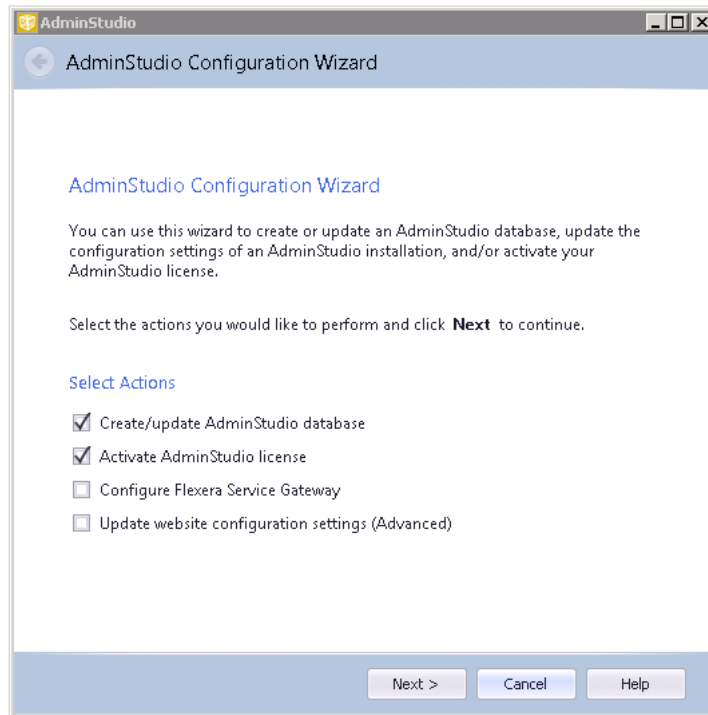 AdminStudio
AdminStudio Configuration Wizard
AdminStudio Configuration Wizard
You can use this wizard to create or update an AdminStudio database, update the
configuration settings of an AdminStudio installation, and/or activate your
AdminStudio license.
Select the actions you would like to perform and click Next to continue.
Select Actions
Create/update AdminStudio database
Activate AdminStudio license
Configure Flexera Service Gateway
Update website configuration settings (Advanced)
Next > Cancel Help